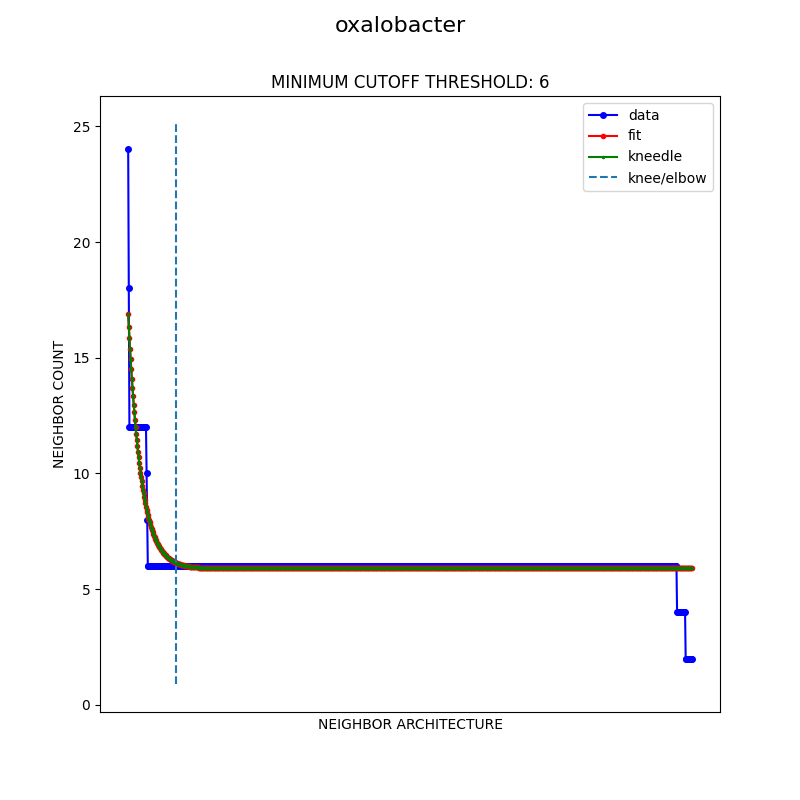 oxalobacter
MINIMUM CUTOFF THRESHOLD: 6
data
fit
kneedle
knee/elbow
25
20
15
10
5
0
NEIGHBOR COUNT
NEIGHBOR ARCHITECTURE